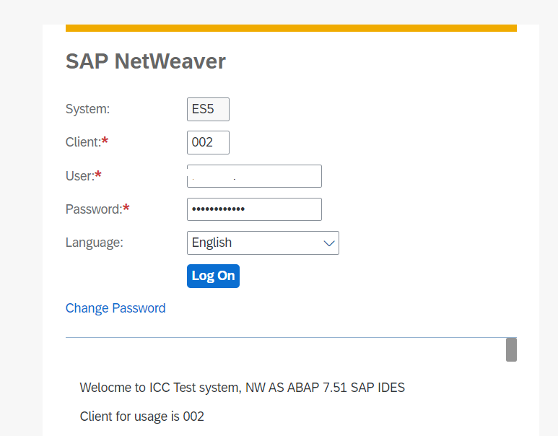 SAP NetWeaver
System: ES5
Client:* 002
User:*
Password:* ••••••••••••
Language: English
Log On
Change Password
Welocme to ICC Test system, NW AS ABAP 7.51 SAP IDES
Client for usage is 002